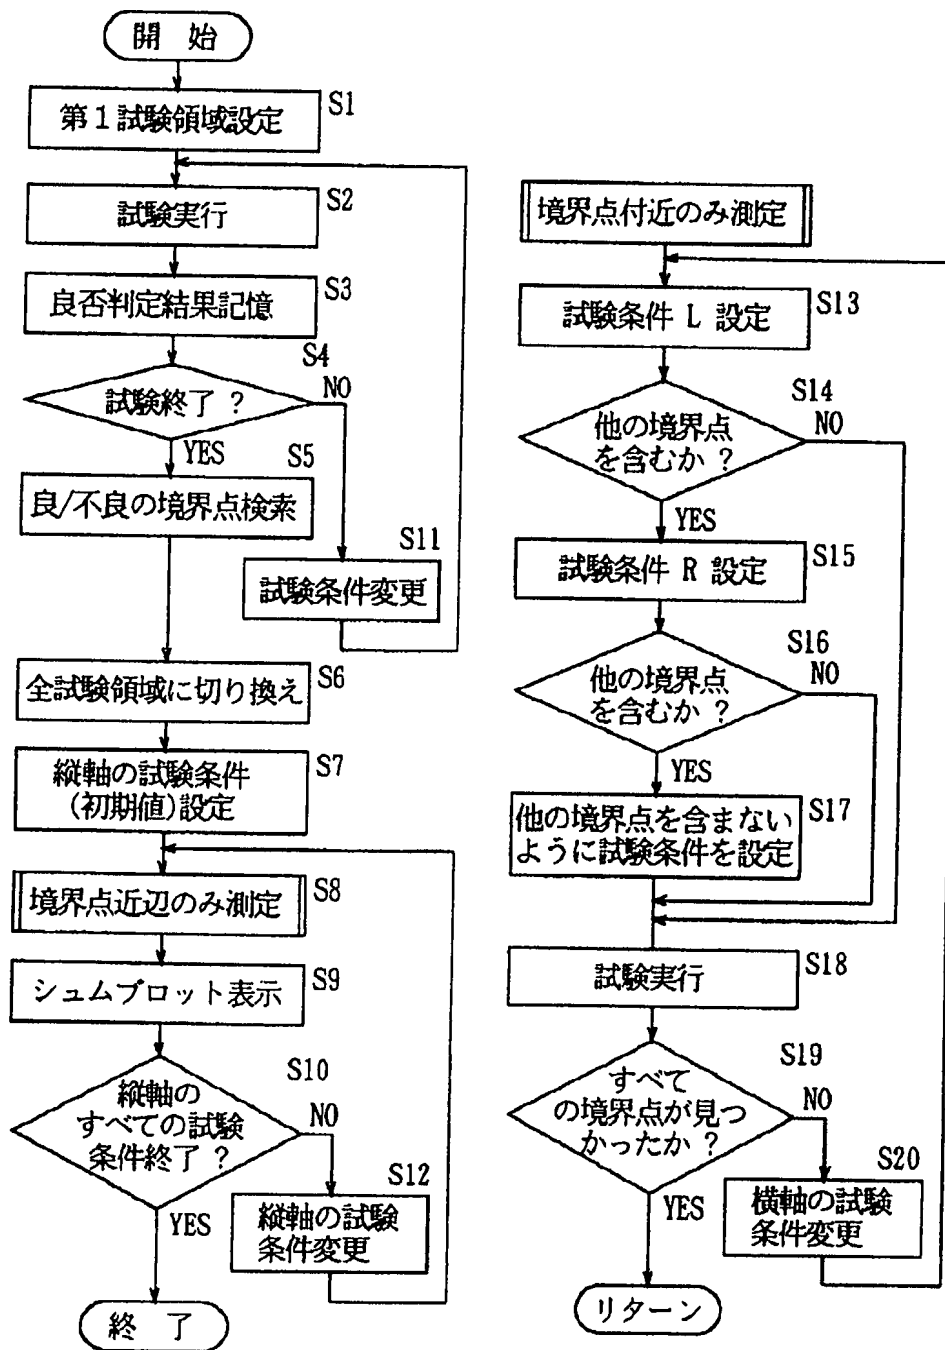 開 始
第1試験領域設定
S1
試験実行
S2
良否判定結果記憶
S3
試験終了 ?
S4
NO
YES
良/不良の境界点検索
S5
試験条件変更
S11
全試験領域に切り換え
S6
縦軸の試験条件
(初期値)設定
S7
境界点近辺のみ測定
S8
シュムプロット表示
S9
縦軸の
すべての試験
条件終了 ?
S10
NO
YES
縦軸の試験
条件変更
S12
終 了
境界点付近のみ測定
試験条件 L 設定
S13
他の境界点
を含むか ?
S14
NO
YES
試験条件 R 設定
S15
他の境界点
を含むか ?
S16
NO
YES
他の境界点を含まない
ように試験条件を設定
S17
試験実行
S18
すべて
の境界点が見つ
かったか ?
S19
NO
YES
横軸の試験
条件変更
S20
リターン